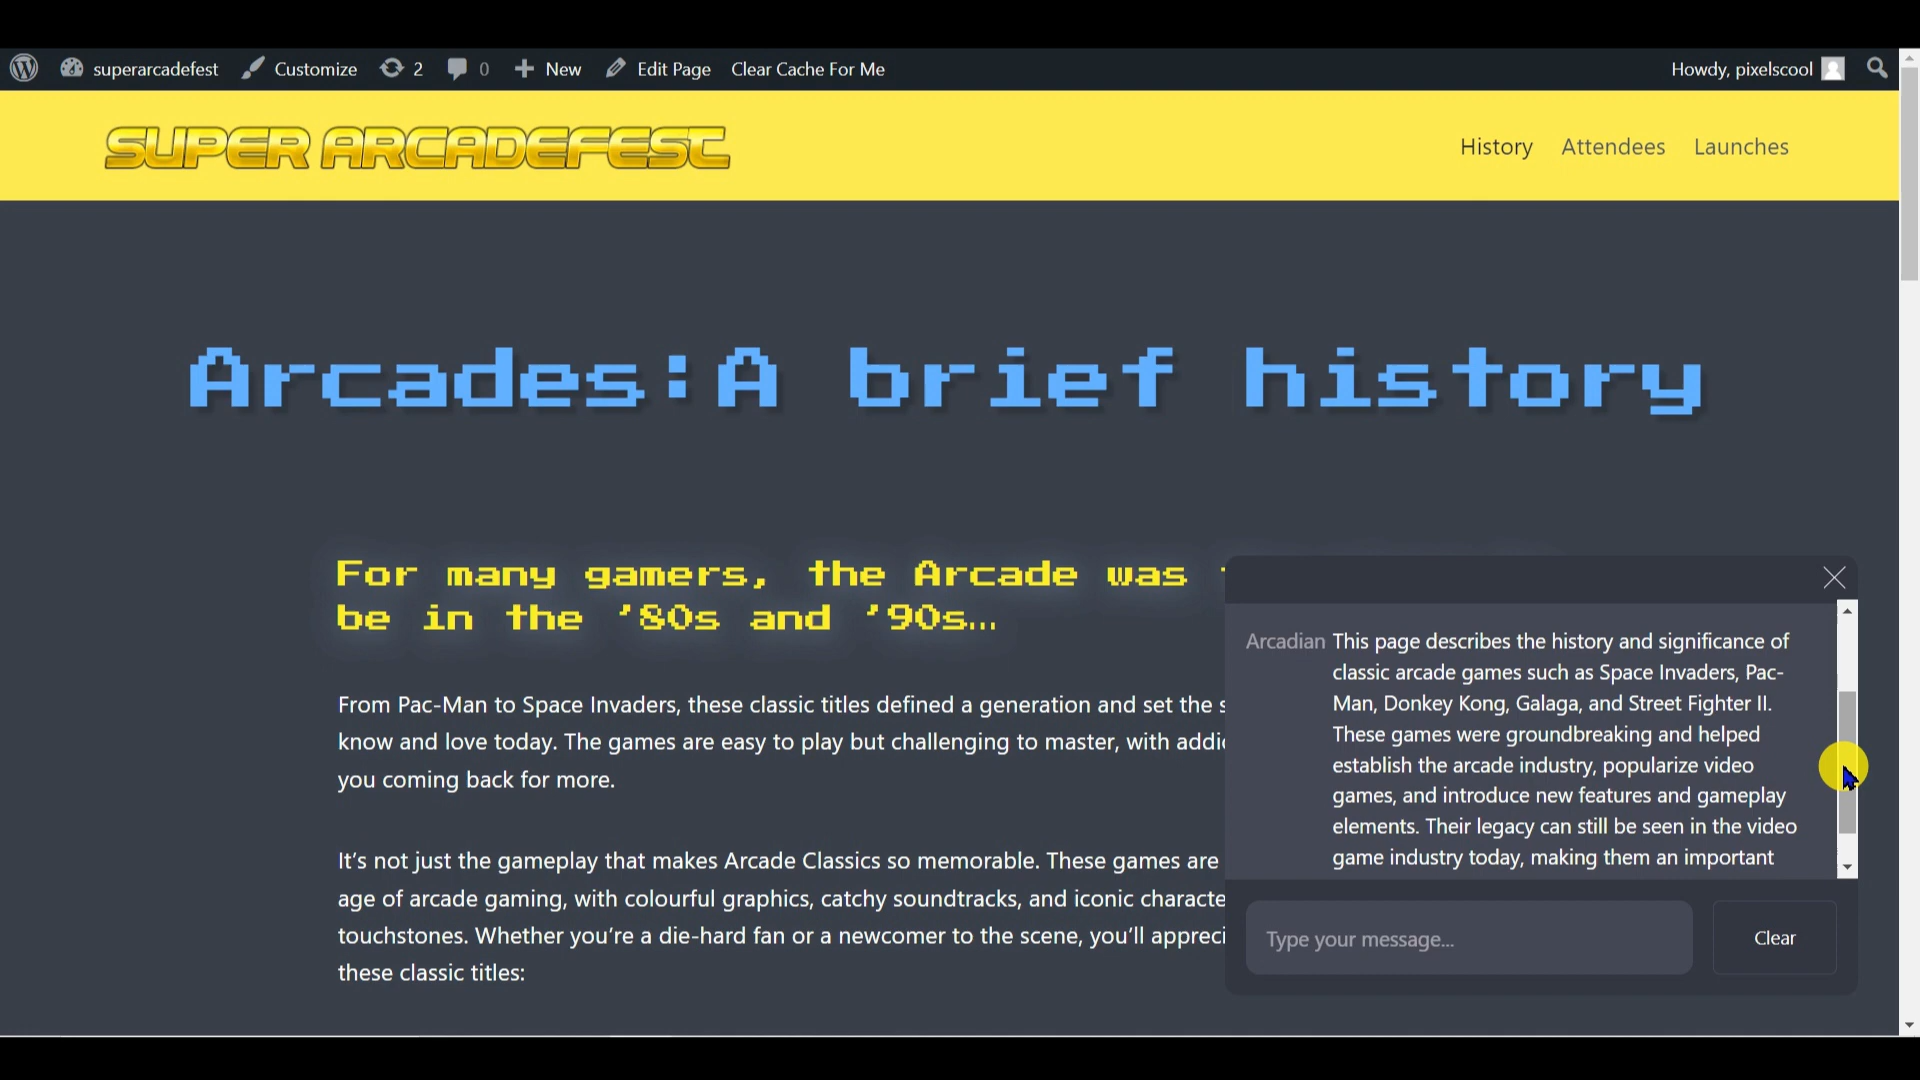 superarcadefest Customize 2 0 New Edit Page Clear Cache For Me Howdy, pixelscool
SUPER ARCADEFEST
History Attendees Launches
Arcades:A brief history
For many gamers, the Arcade was
be in the '80s and '90s…
From Pac-Man to Space Invaders, these classic titles defined a generation and set the
know and love today. The games are easy to play but challenging to master, with
you coming back for more.
It's not just the gameplay that makes Arcade Classics so memorable. These games are
age of arcade gaming, with colourful graphics, catchy soundtracks, and iconic
touchstones. Whether you're a die-hard fan or a newcomer to the scene, you'll
these classic titles:
Arcadian This page describes the history and significance of
classic arcade games such as Space Invaders, Pac-
Man, Donkey Kong, Galaga, and Street Fighter II.
These games were groundbreaking and helped
establish the arcade industry, popularize video
games, and introduce new features and gameplay
elements. Their legacy can still be seen in the video
game industry today, making them an important
Type your message...
Clear